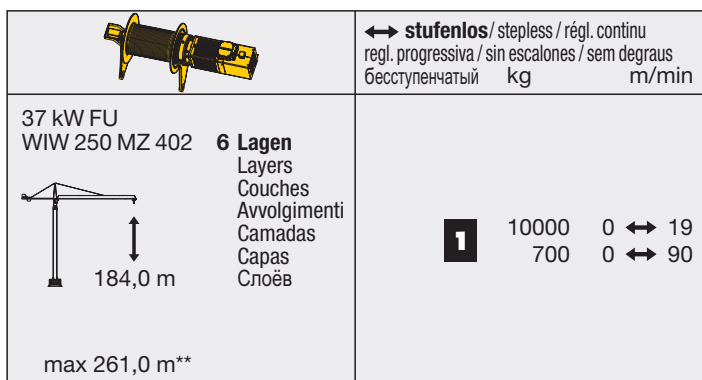 ↔ stufenlos / stepless / régl. continu
regl. progressiva / sin escalones / sem degraus
бесступенчатый kg m/min
37 kW FU
WIW 250 MZ 402 6 Lagen
Layers
Couches
Avvolgimenti
Camadas
Capas
Слоёв
184,0 m
max 261,0 m**
1 10000 0 ↔ 19
700 0 ↔ 90